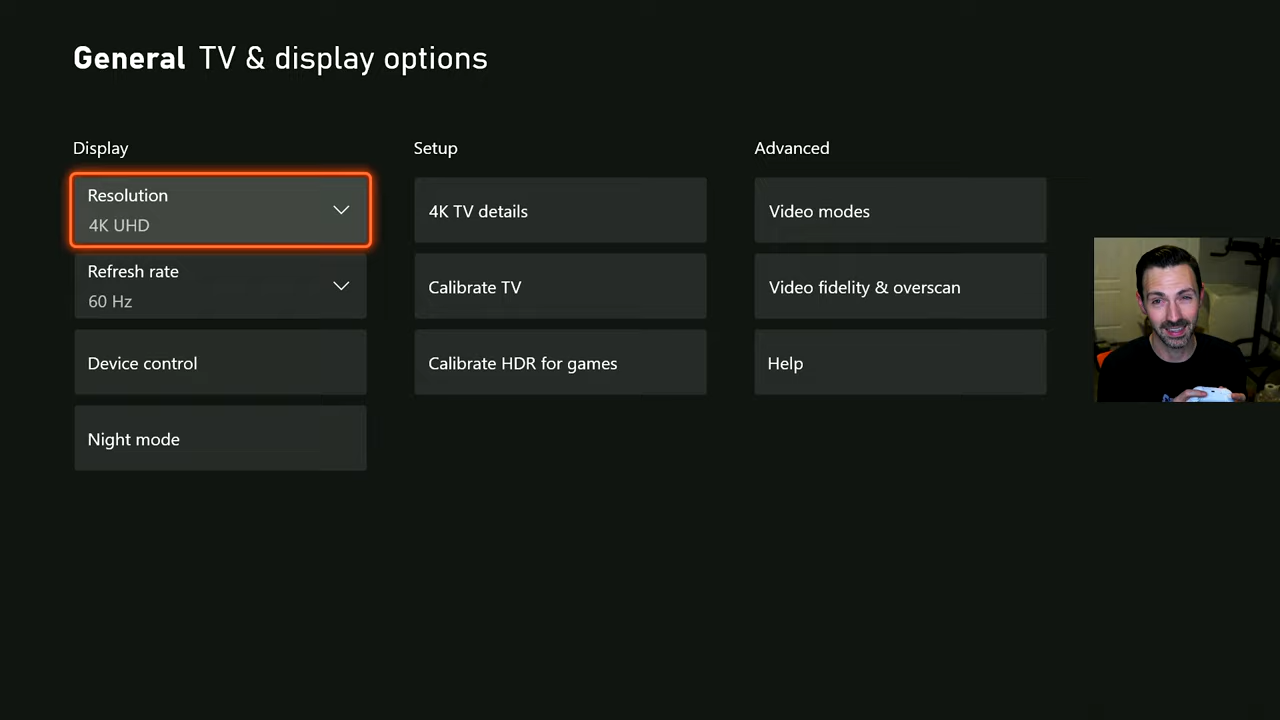 General TV & display options
Display
Resolution
4K UHD
Refresh rate
60 Hz
Device control
Night mode
Setup
4K TV details
Calibrate TV
Calibrate HDR for games
Advanced
Video modes
Video fidelity & overscan
Help